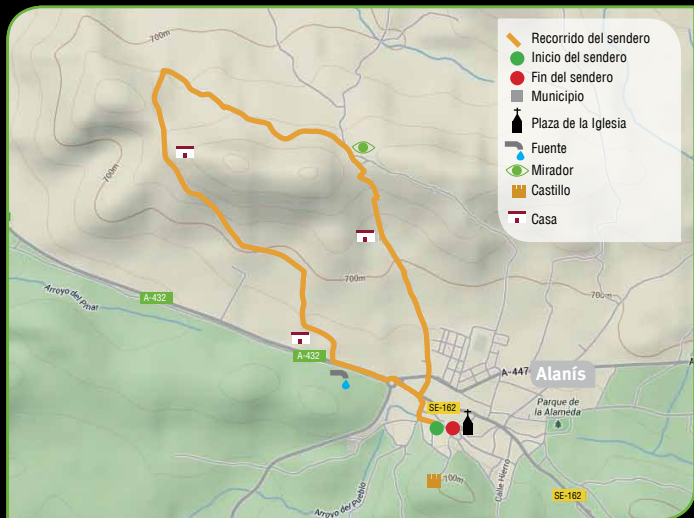 700m
Recorrido del sendero
Inicio del sendero
Fin del sendero
Municipio
Plaza de la Iglesia
Fuente
Mirador
Castillo
Casa
700m
700m
700m
A-432
Arroyo del Pinar
A-432
A-447
Alanís
SE-162
Parque de
la Alameda
700m
Calle Hierro
SE-162
Arroyo del Pueblo